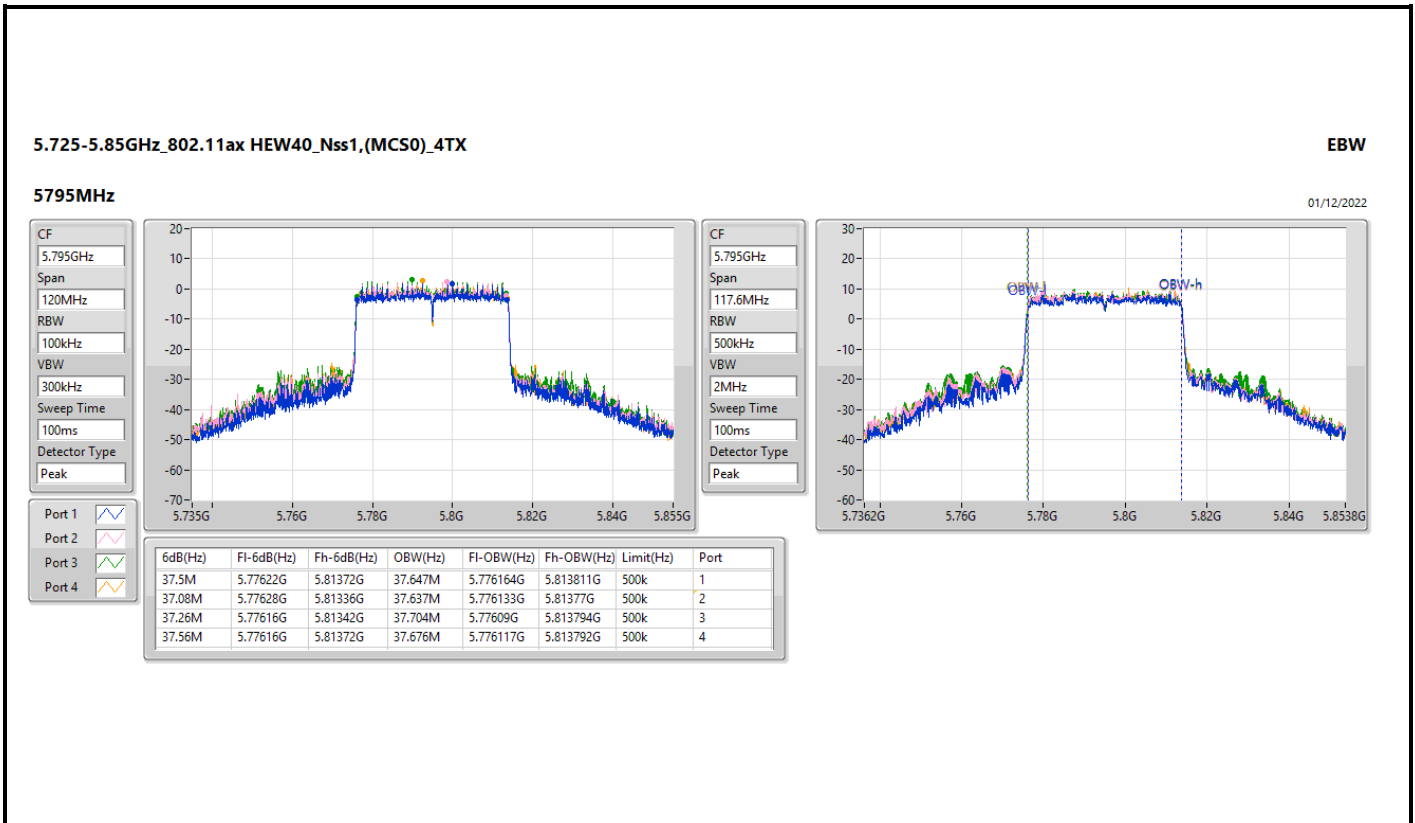 5.725-5.85GHz_802.11ax HEW40_Nss1,(MCS0)_4TX
EBW
5795MHz
01/12/2022
CF
5.795GHz
Span
120MHz
RBW
100kHz
VBW
300kHz
Sweep Time
100ms
Detector Type
Peak
20
10
0
-10
-20
-30
-40
-50
-60
-70
5.735G 5.76G 5.78G 5.8G 5.82G 5.84G 5.855G
CF
5.795GHz
Span
117.6MHz
RBW
500kHz
VBW
2MHz
Sweep Time
100ms
Detector Type
Peak
30
20
10
0
-10
-20
-30
-40
-50
-60
OBW-l
OBW-h
5.7362G 5.76G 5.78G 5.8G 5.82G 5.84G 5.8538G
Port 1
Port 2
Port 3
Port 4
6dB(Hz) Fl-6dB(Hz) Fh-6dB(Hz) OBW(Hz) Fl-OBW(Hz) Fh-OBW(Hz) Limit(Hz) Port
37.5M 5.77622G 5.81372G 37.647M 5.776164G 5.813811G 500k 1
37.08M 5.77628G 5.81336G 37.637M 5.776133G 5.81377G 500k 2
37.26M 5.77616G 5.81342G 37.704M 5.77609G 5.813794G 500k 3
37.56M 5.77616G 5.81372G 37.676M 5.776117G 5.813792G 500k 4